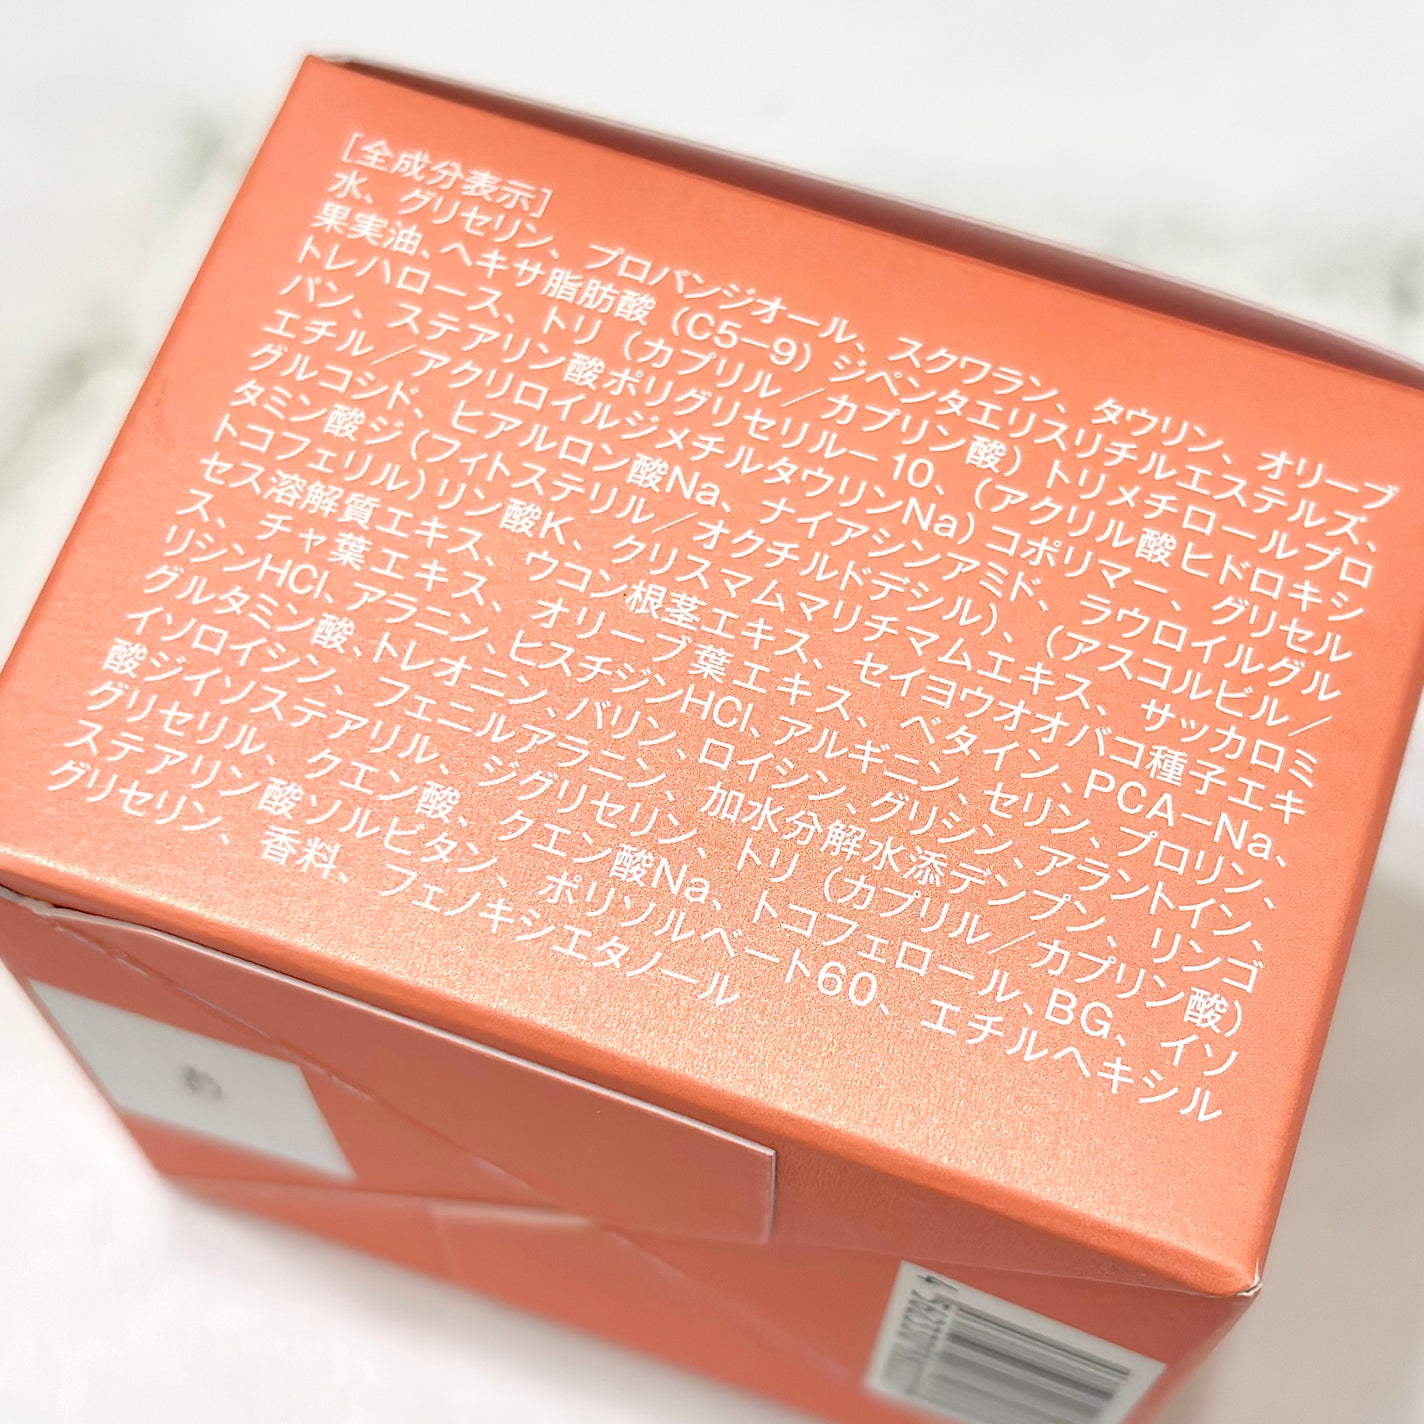 [全成分表示]
水、グリセリン、プロパンジオール、スクワラン、タウリン、オリーブ
果実油、ヘキサ脂肪酸(C5−9)ジペンタエリスリチルエステルズ、
トレハロース、トリ(カプリル/カプリン酸)トリメチロールプロ
パン、ステアリン酸ポリグリセリル−10、(アクリル酸ヒドロキシ
エチル/アクリロイルジメチルタウリンNa)コポリマー、グリセル
グルコシド、ヒアルロン酸Na、ナイアシンアミド、ラウロイルグル
タミン酸ジ(フィトステリル/オクチルドデシル)、(アスコルビル/
トコフェリル)リン酸K、クリスマムマリチマムエキス、サッカロミ
セス溶解質エキス、ウコン根茎エキス、セイヨウオオバコ種子エキ
ス、チャ葉エキス、オリーブ葉エキス、ベタイン、PCA−Na、
リシンHCl、アラニン、ヒスチジンHCl、アルギニン、セリン、プロリン、
グルタミン酸、トレオニン、バリン、ロイシン、グリシン、アラントイン、
イソロイシン、フェニルアラニン、加水分解水添デンプン、リンゴ
酸ジイソステアリル、ジグリセリン、トリ(カプリル/カプリン酸)
グリセリル、クエン酸、クエン酸Na、トコフェロール、BG、イソ
ステアリン酸ソルビタン、ポリソルベート60、エチルヘキシル
グリセリン、香料、フェノキシエタノール